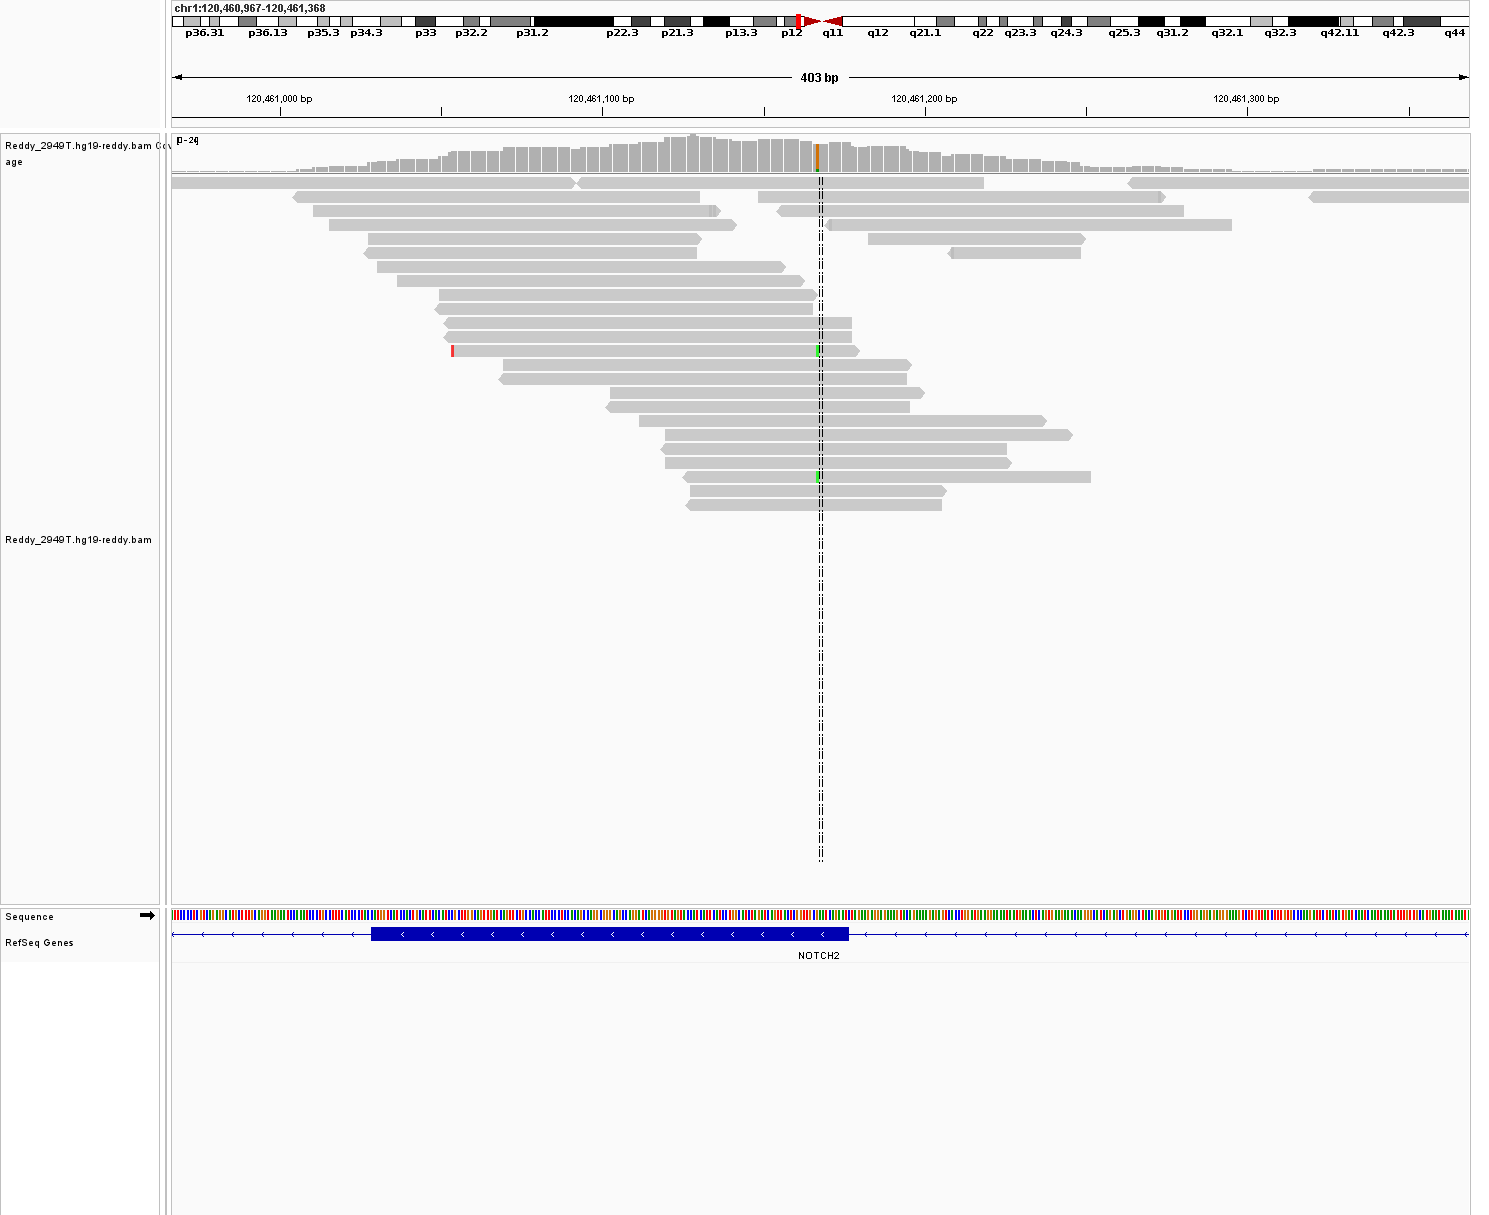 chr1:120,460,967-120,461,368
p36.31 p36.13 p35.3 p34.3 p33 p32.2 p31.2 p22.3 p21.3 p13.3 p12 q11 q12 q21.1 q22 q23.3 q24.3 q25.3 q31.2 q32.1 q32.3 q42.11 q42.3 q44
403 bp
120,461,000 bp 120,461,100 bp 120,461,200 bp 120,461,300 bp
[0-24]
Reddy_2949T.hg19-reddy.bam Cov
age
Reddy_2949T.hg19-reddy.bam
Sequence
RefSeq Genes
NOTCH2